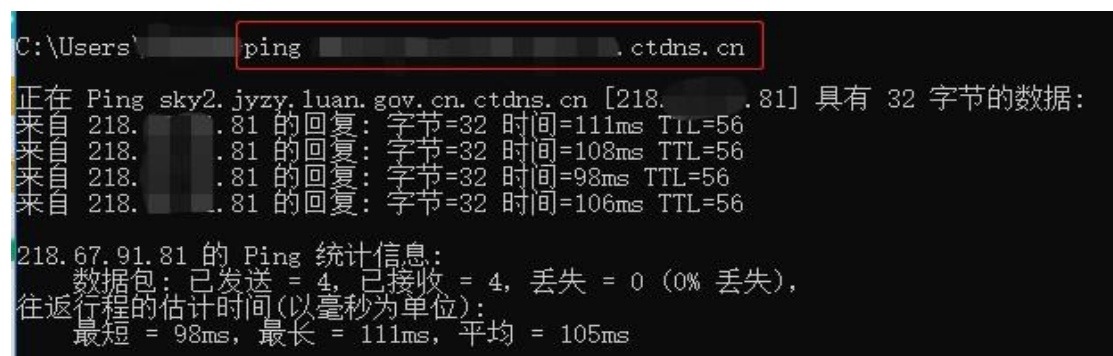 C:\Users\ ping .ctdns.cn
正在 Ping sky2.jyzy.luan.gov.cn.ctdns.cn [218. .81] 具有 32 字节的数据:
来自 218. .81 的回复: 字节=32 时间=111ms TTL=56
来自 218. .81 的回复: 字节=32 时间=108ms TTL=56
来自 218. .81 的回复: 字节=32 时间=98ms TTL=56
来自 218. .81 的回复: 字节=32 时间=106ms TTL=56
218.67.91.81 的 Ping 统计信息:
数据包: 已发送 = 4, 已接收 = 4, 丢失 = 0 (0% 丢失),
往返行程的估计时间(以毫秒为单位):
最短 = 98ms, 最长 = 111ms, 平均 = 105ms